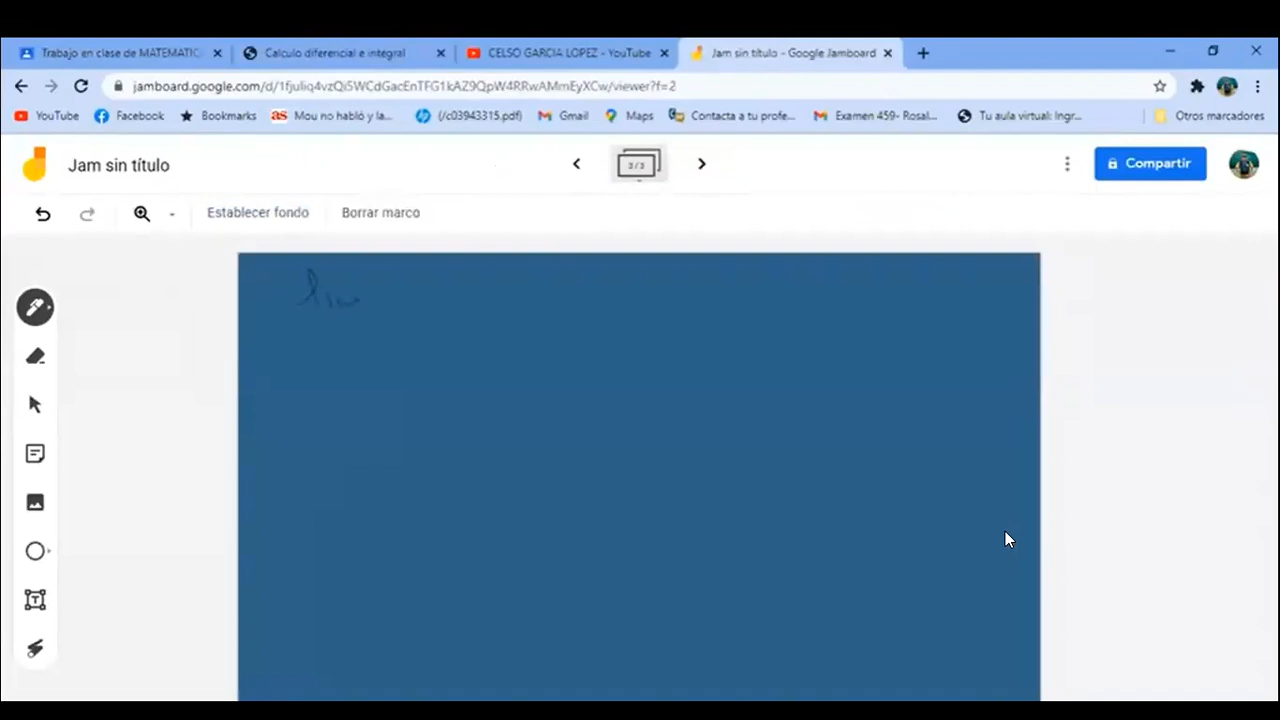 Trabajo en clase de MATEMATIC
Calculo diferencial e integral
CELSO GARCIA LOPEZ - YouTube
Jam sin título - Google Jamboard
jamboard.google.com/d/1fjuliq4vzQi5WCdGacEnTFG1kAZ9QpW4RRwAMmEyXCw/viewer?f=2
YouTube
Facebook
Bookmarks
as Mou no habló y la...
(/c03943315.pdf)
Gmail
Maps
Contacta a tu profe...
Examen 459- Rosal...
Tu aula virtual: Ingr...
Otros marcadores
Jam sin título
Compartir
Establecer fondo
Borrar marco
lim